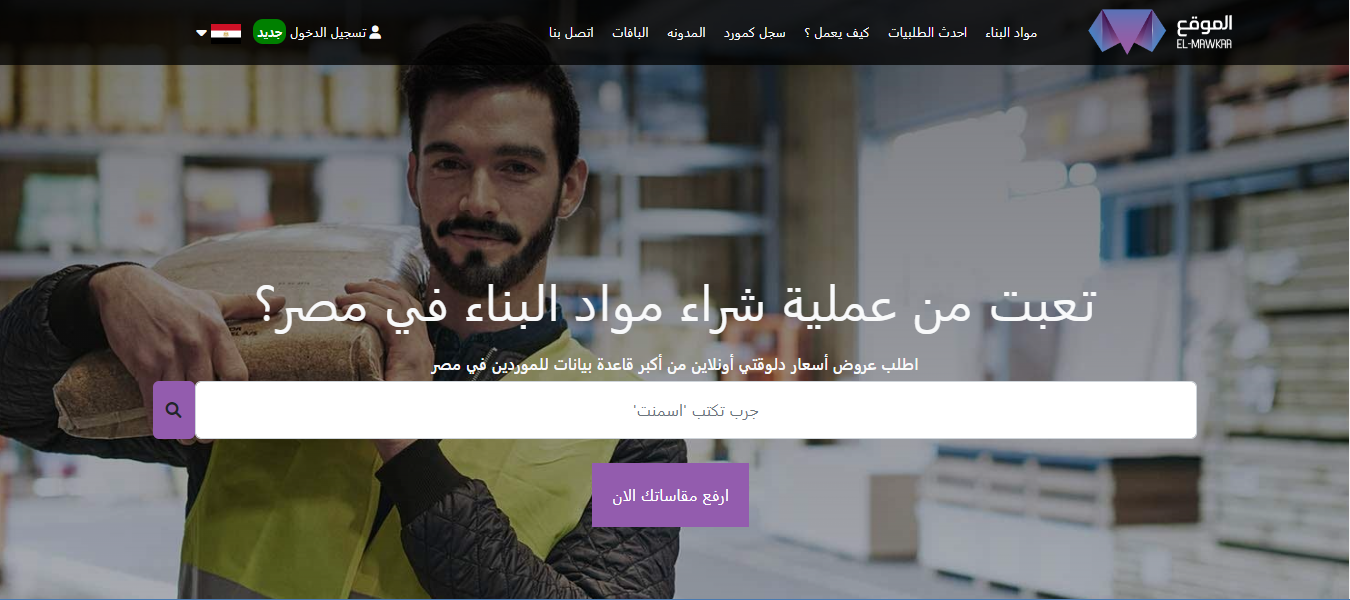 الموقع
EL-MAWKAA
مواد البناء
احدث الطلبيات
كيف يعمل ؟
سجل كمورد
المدونه
الباقات
اتصل بنا
تسجيل الدخول
جديد
تعبت من عملية شراء مواد البناء في مصر؟
اطلب عروض أسعار دلوقتي أونلاين من أكبر قاعدة بيانات للموردين في مصر
جرب تكتب 'اسمنت'
ارفع مقاساتك الان